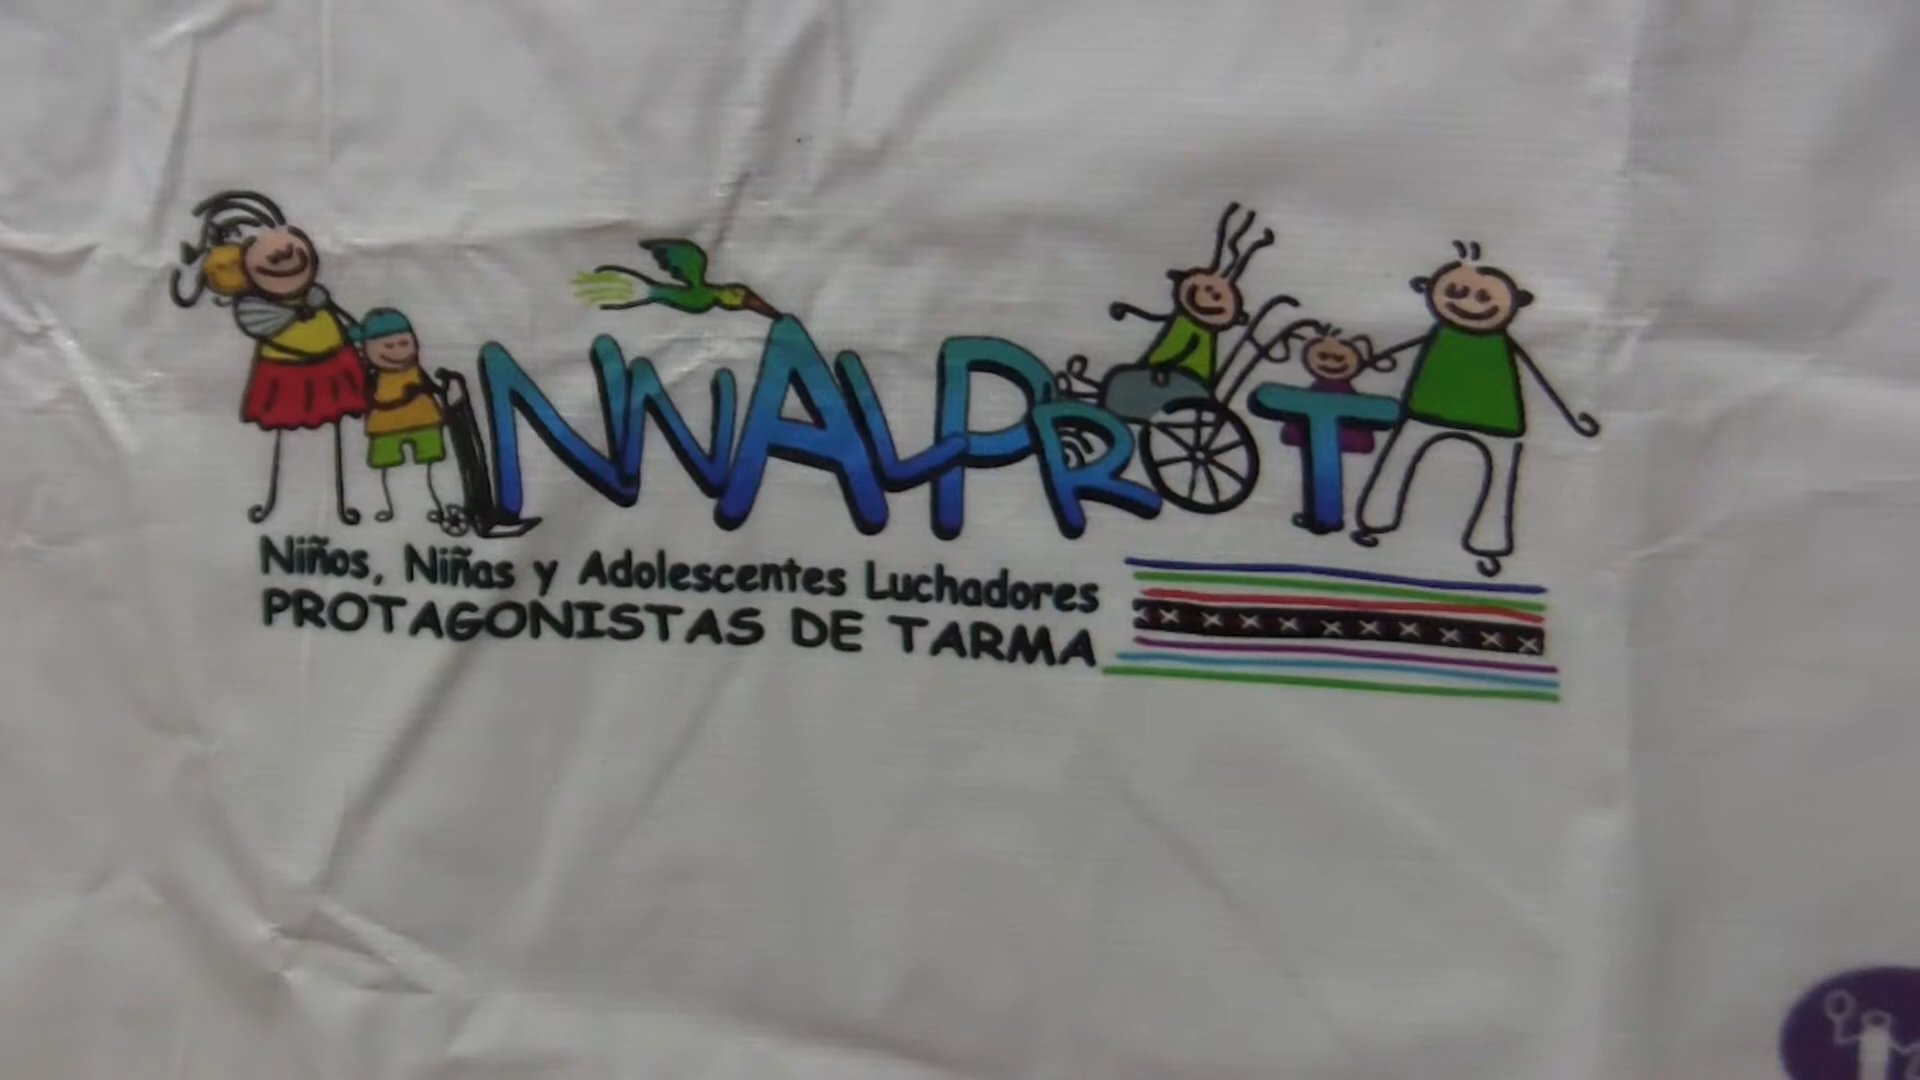 NNALPROT
Niños, Niñas y Adolescentes Luchadores
PROTAGONISTAS DE TARMA